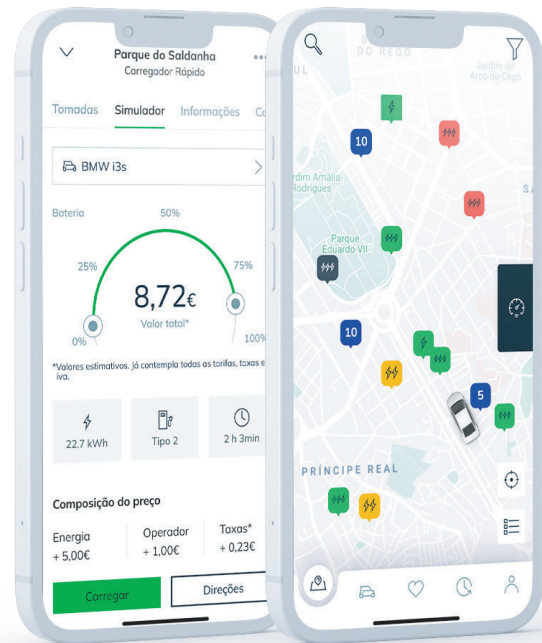 Parque do Saldanha
Carregador Rápido
Tomadas Simulador Informações Co
BMW i3s
Bateria
50%
25%
75%
8,72€
Valor total*
0%
100%
*Valores estimativos. Já contempla todas as tarifas, taxas e
iva.
22.7 kWh
Tipo 2
2 h 3min
Composição do preço
Energia
+ 5,00€
Operador
+ 1,00€
Taxas*
+ 0,23€
Carregar
Direções
DO REGO
UL
Jardim do
Arco do Cego
10
Jardim Amália
Rodrigues
SA
Parque
Eduardo VII
10
5
PRÍNCIPE REAL